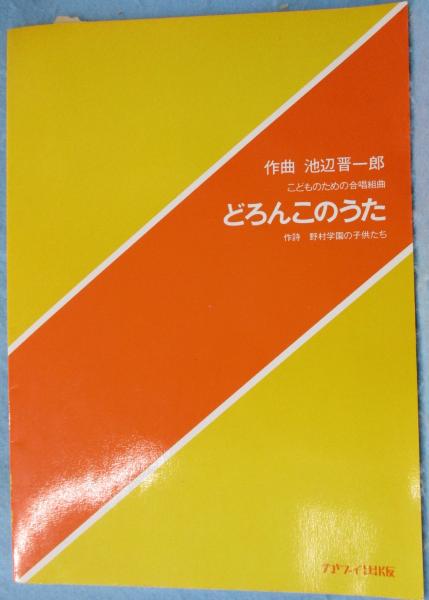 作曲 池辺晋一郎
こどものための合唱組曲
どろんこのうた
作詩 野村学園の子供たち
カワイ出版